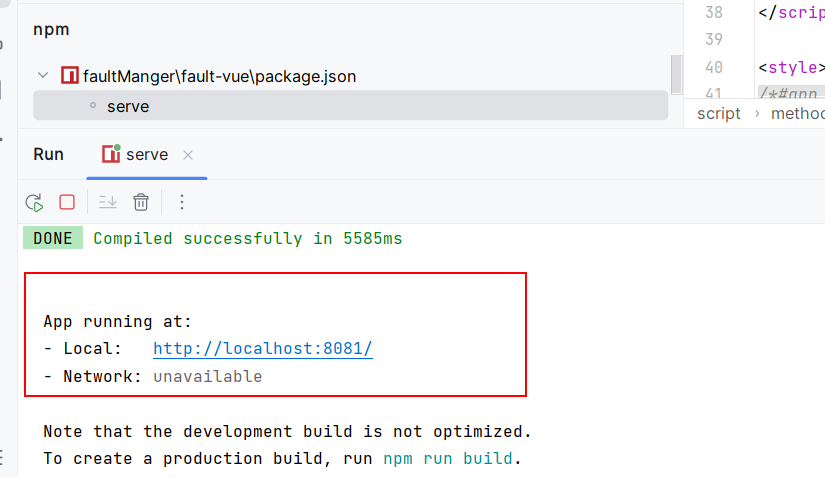 npm
38 </scrip
39
faultManger\fault-vue\package.json
40 <style>
serve
41 /*#app
script › method
Run serve
DONE Compiled successfully in 5585ms
App running at:
- Local: http://localhost:8081/
- Network: unavailable
Note that the development build is not optimized.
To create a production build, run npm run build.